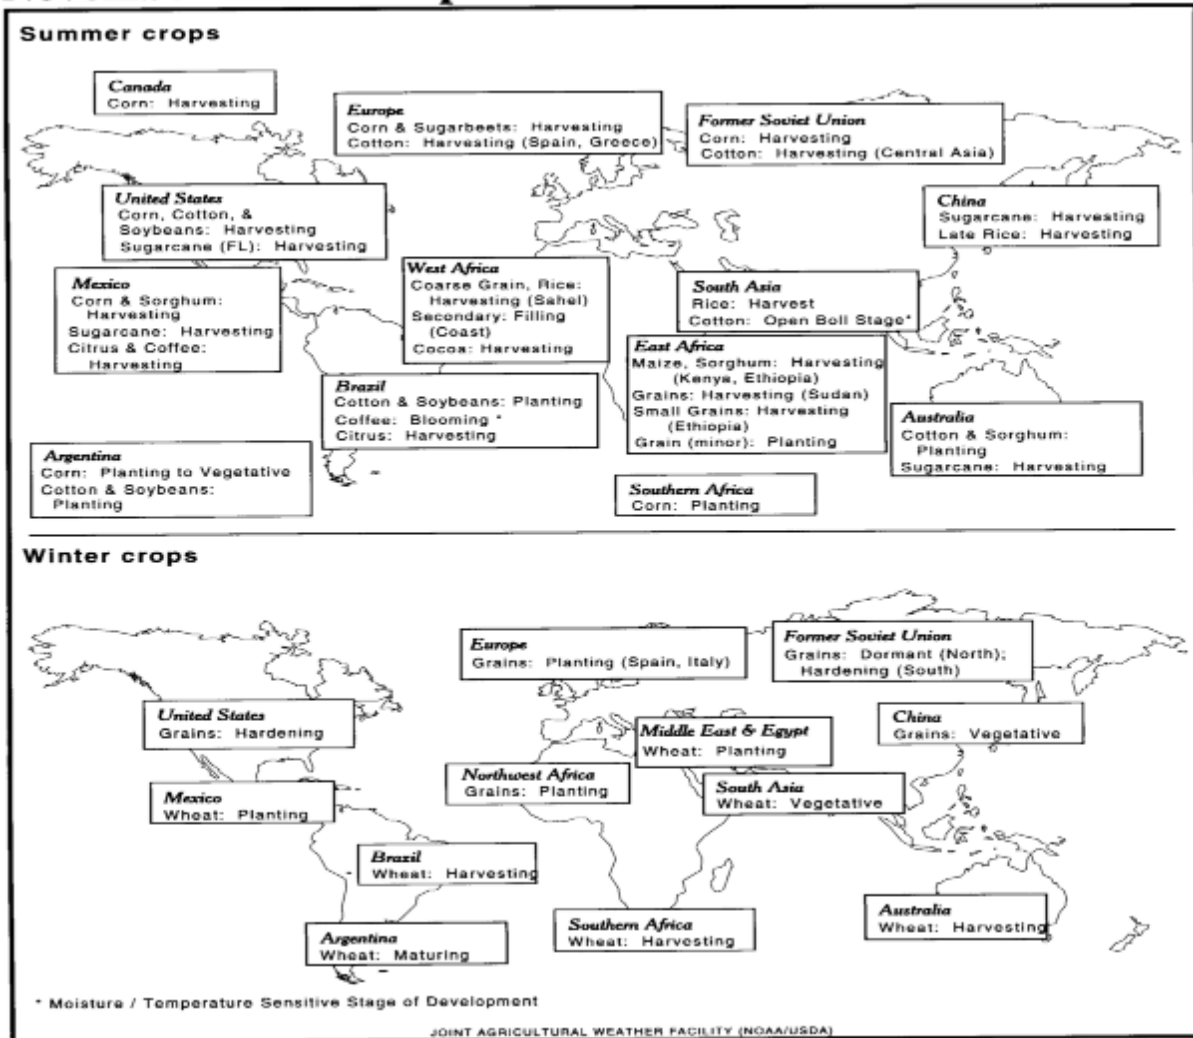 Summer crops
Canada
Corn: Harvesting
Europe
Corn & Sugarbeets: Harvesting
Cotton: Harvesting (Spain, Greece)
Former Soviet Union
Corn: Harvesting
Cotton: Harvesting (Central Asia)
United States
Corn, Cotton, &
Soybeans: Harvesting
Sugarcane (FL): Harvesting
China
Sugarcane: Harvesting
Late Rice: Harvesting
Mexico
Corn & Sorghum:
Harvesting
Sugarcane: Harvesting
Citrus & Coffee:
Harvesting
West Africa
Coarse Grain, Rice:
Harvesting (Sahel)
Secondary: Filling
(Coast)
Cocoa: Harvesting
South Asia
Rice: Harvest
Cotton: Open Boll Stage*
East Africa
Maize, Sorghum: Harvesting
(Kenya, Ethiopia)
Grains: Harvesting (Sudan)
Small Grains: Harvesting
(Ethiopia)
Grain (minor): Planting
Brazil
Cotton & Soybeans: Planting
Coffee: Blooming *
Citrus: Harvesting
Australia
Cotton & Sorghum:
Planting
Sugarcane: Harvesting
Argentina
Corn: Planting to Vegetative
Cotton & Soybeans:
Planting
Southern Africa
Corn: Planting
Winter crops
Europe
Grains: Planting (Spain, Italy)
Former Soviet Union
Grains: Dormant (North);
Hardening (South)
United States
Grains: Hardening
Middle East & Egypt
Wheat: Planting
China
Grains: Vegetative
Mexico
Wheat: Planting
Northwest Africa
Grains: Planting
South Asia
Wheat: Vegetative
Brazil
Wheat: Harvesting
Argentina
Wheat: Maturing
Southern Africa
Wheat: Harvesting
Australia
Wheat: Harvesting
* Moisture / Temperature Sensitive Stage of Development
JOINT AGRICULTURAL WEATHER FACILITY (NOAA/USDA)